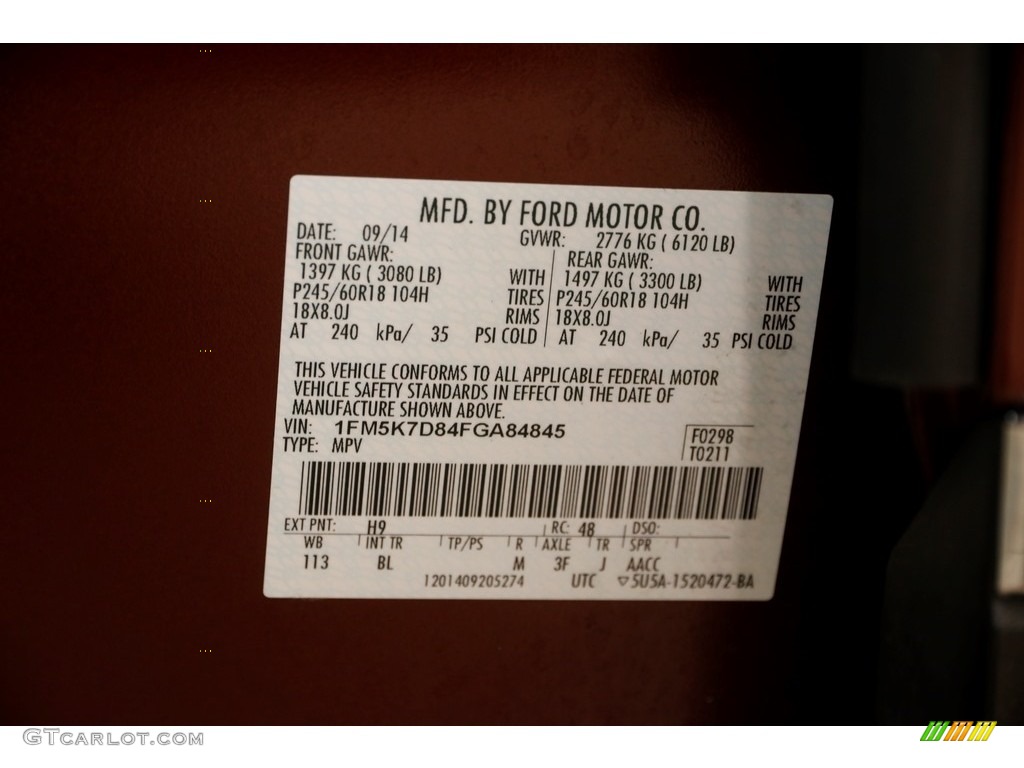 MFD. BY FORD MOTOR CO.
DATE: 09/14 GVWR: 2776 KG ( 6120 LB)
FRONT GAWR: REAR GAWR:
1397 KG ( 3080 LB) WITH 1497 KG ( 3300 LB) WITH
P245/60R18 104H TIRES P245/60R18 104H TIRES
18X8.0J RIMS 18X8.0J RIMS
AT 240 kPa/ 35 PSI COLD AT 240 kPa/ 35 PSI COLD
THIS VEHICLE CONFORMS TO ALL APPLICABLE FEDERAL MOTOR
VEHICLE SAFETY STANDARDS IN EFFECT ON THE DATE OF
MANUFACTURE SHOWN ABOVE.
VIN: 1FM5K7D84FGA84845
TYPE: MPV
F0298
T0211
EXT PNT: H9 RC: 48 DSO:
WB INT TR TP/PS R AXLE TR SPR
113 BL M 3F J AACC
1201409205274 UTC ▽5U5A-1520472-BA
GTCARLOT.COM